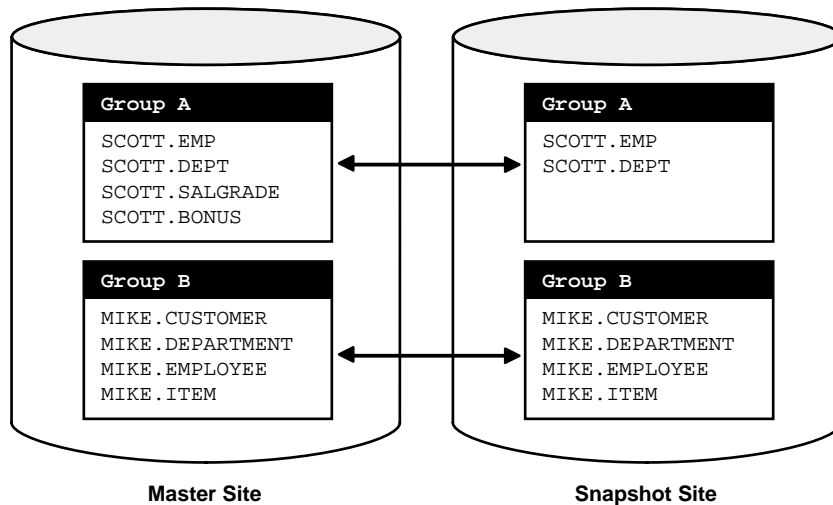 Group A
SCOTT.EMP
SCOTT.DEPT
SCOTT.SALGRADE
SCOTT.BONUS
Group B
MIKE.CUSTOMER
MIKE.DEPARTMENT
MIKE.EMPLOYEE
MIKE.ITEM
Master Site
Group A
SCOTT.EMP
SCOTT.DEPT
Group B
MIKE.CUSTOMER
MIKE.DEPARTMENT
MIKE.EMPLOYEE
MIKE.ITEM
Snapshot Site